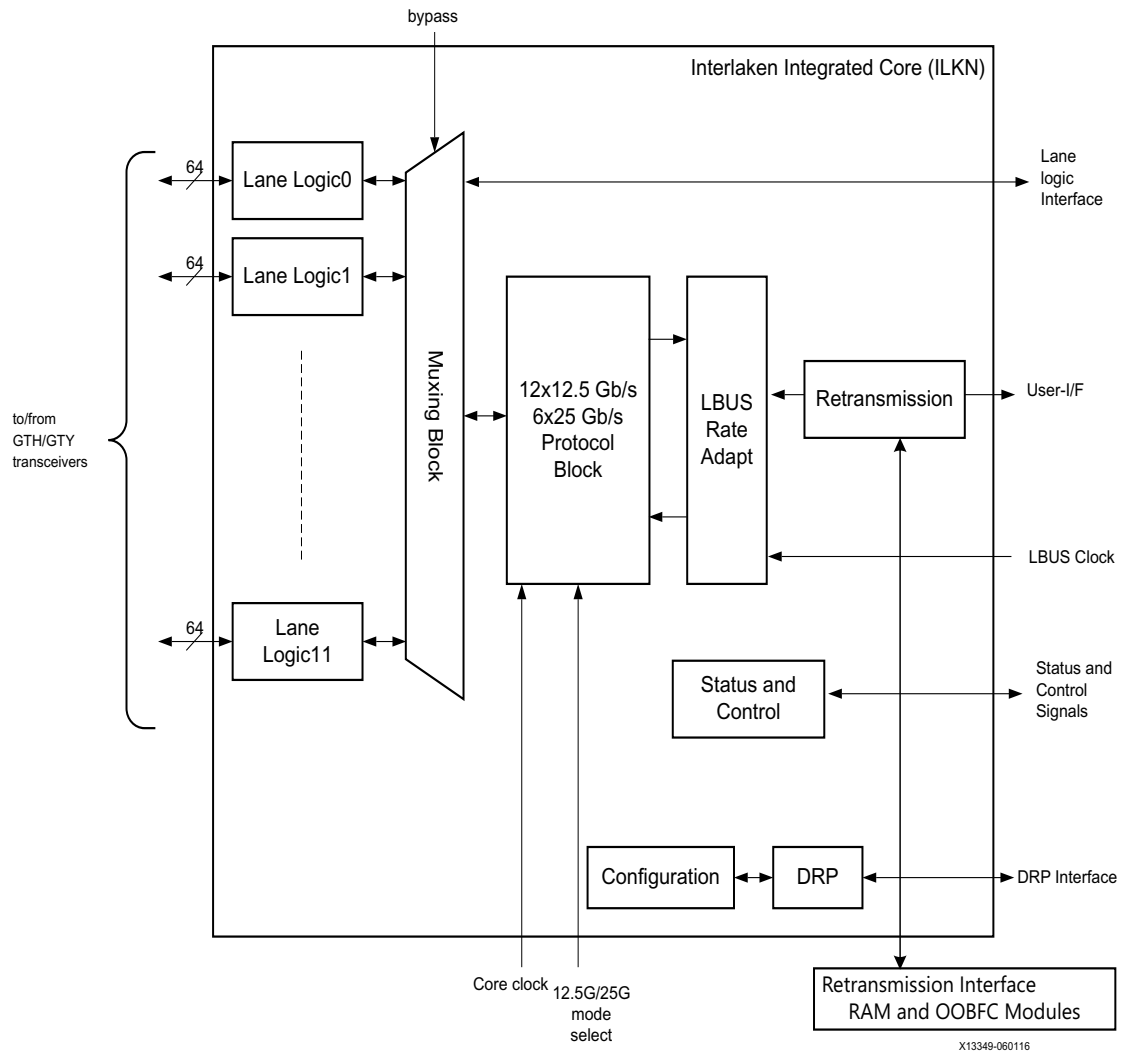 bypass
Interlaken Integrated Core (ILKN)
64
Lane Logic0
Lane
logic
Interface
64
Lane Logic1
Muxing Block
12x12.5 Gb/s
6x25 Gb/s
Protocol
Block
LBUS
Rate
Adapt
Retransmission
User-I/F
to/from
GTH/GTY
transceivers
LBUS Clock
64
Lane
Logic11
Status and
Control
Status and
Control
Signals
Configuration
DRP
DRP Interface
Core clock
12.5G/25G
mode
select
Retransmission Interface
RAM and OOBFC Modules
X13349-060116